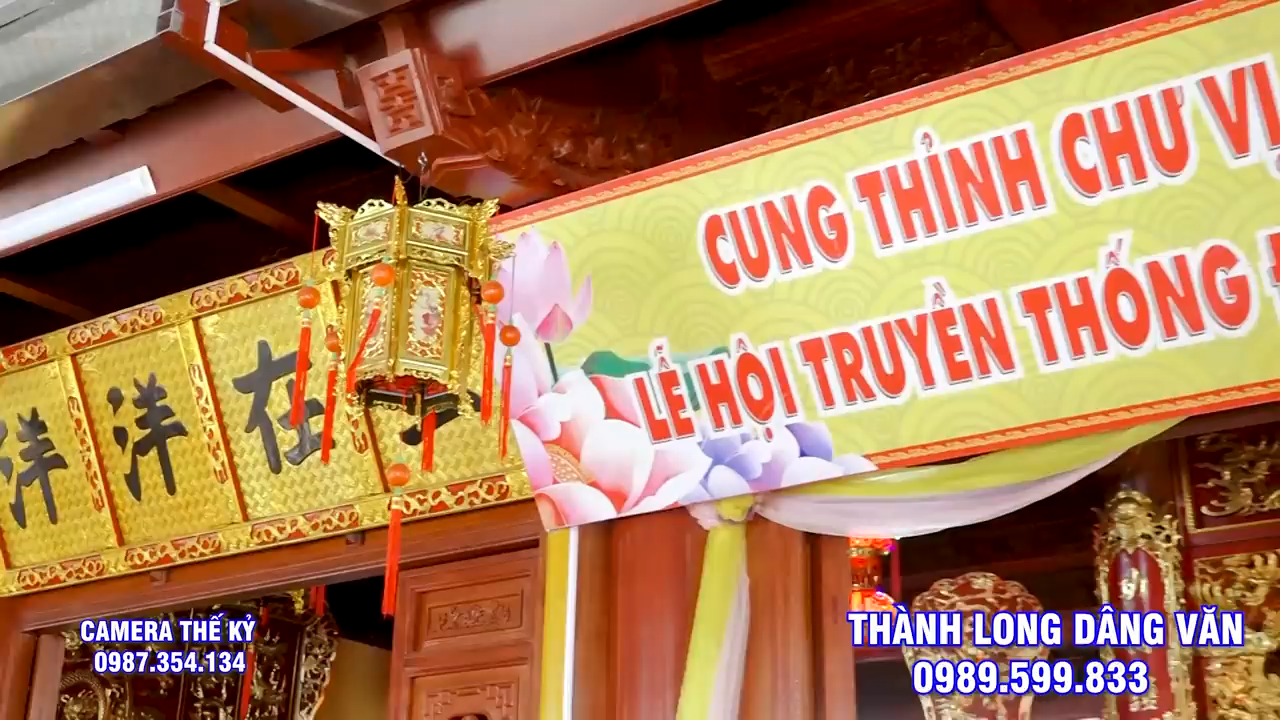 CUNG THỈNH CHƯ VỊ
LỄ HỘI TRUYỀN THỐNG
洋洋在
CAMERA THẾ KỶ
0987.354.134
THÀNH LONG DÂNG VĂN
0989.599.833